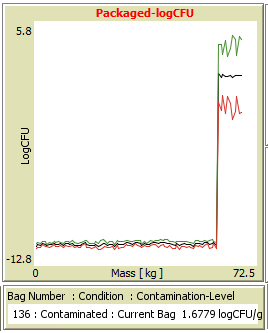 Packaged-logCFU
5.8
LogCFU
-12.8
0
Mass [ kg ]
72.5
Bag Number : Condition : Contamination-Level
136 : Contaminated : Current Bag 1.6779 logCFU/g